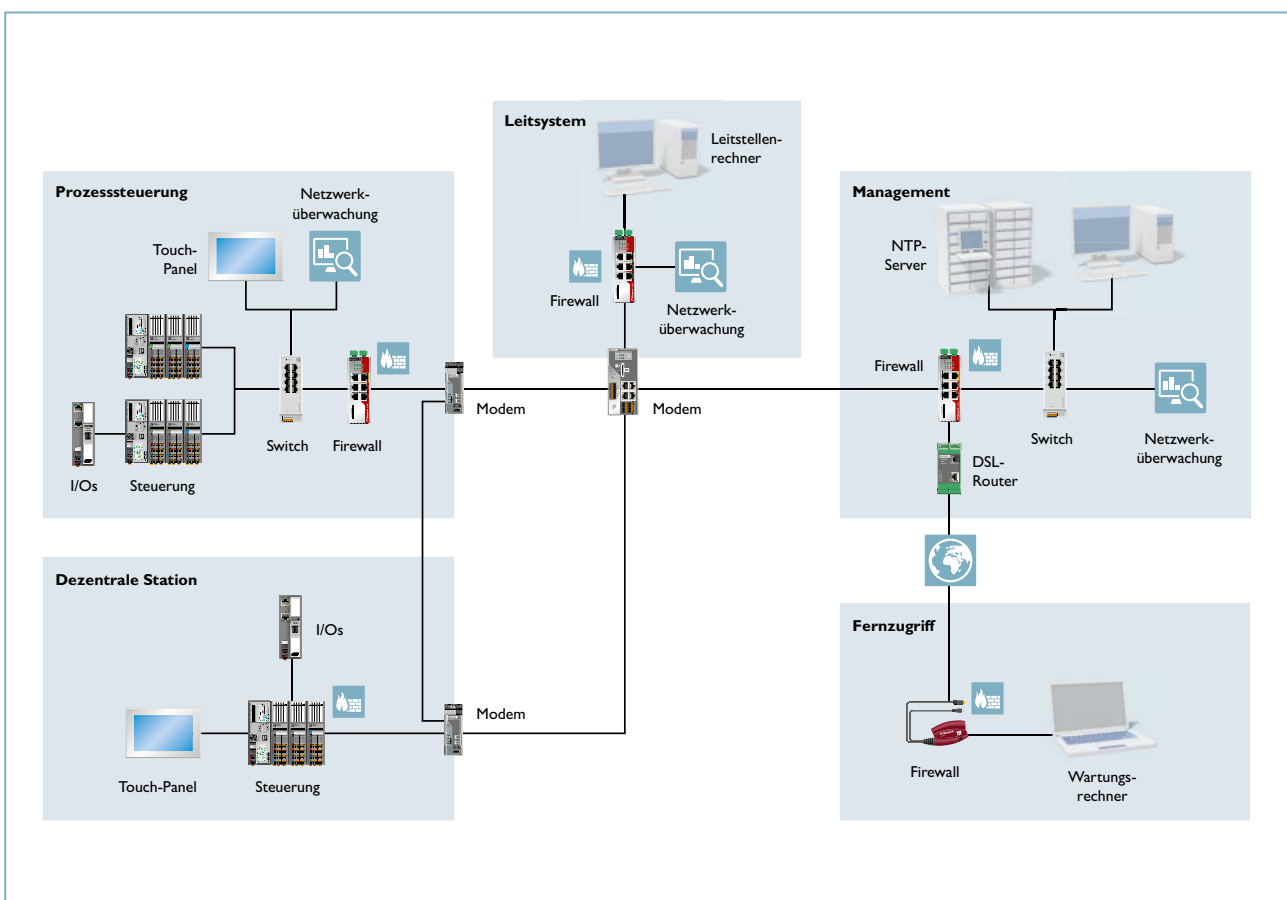 Leitsystem
Leitstellen-
rechner
Firewall
Netzwerk-
überwachung
Modem
Prozesssteuerung
Netzwerk-
überwachung
Touch-
Panel
Switch
Firewall
Modem
I/Os
Steuerung
Management
NTP-
Server
Firewall
Switch
Netzwerk-
überwachung
DSL-
Router
Dezentrale Station
I/Os
Modem
Touch-Panel
Steuerung
Fernzugriff
Firewall
Wartungs-
rechner